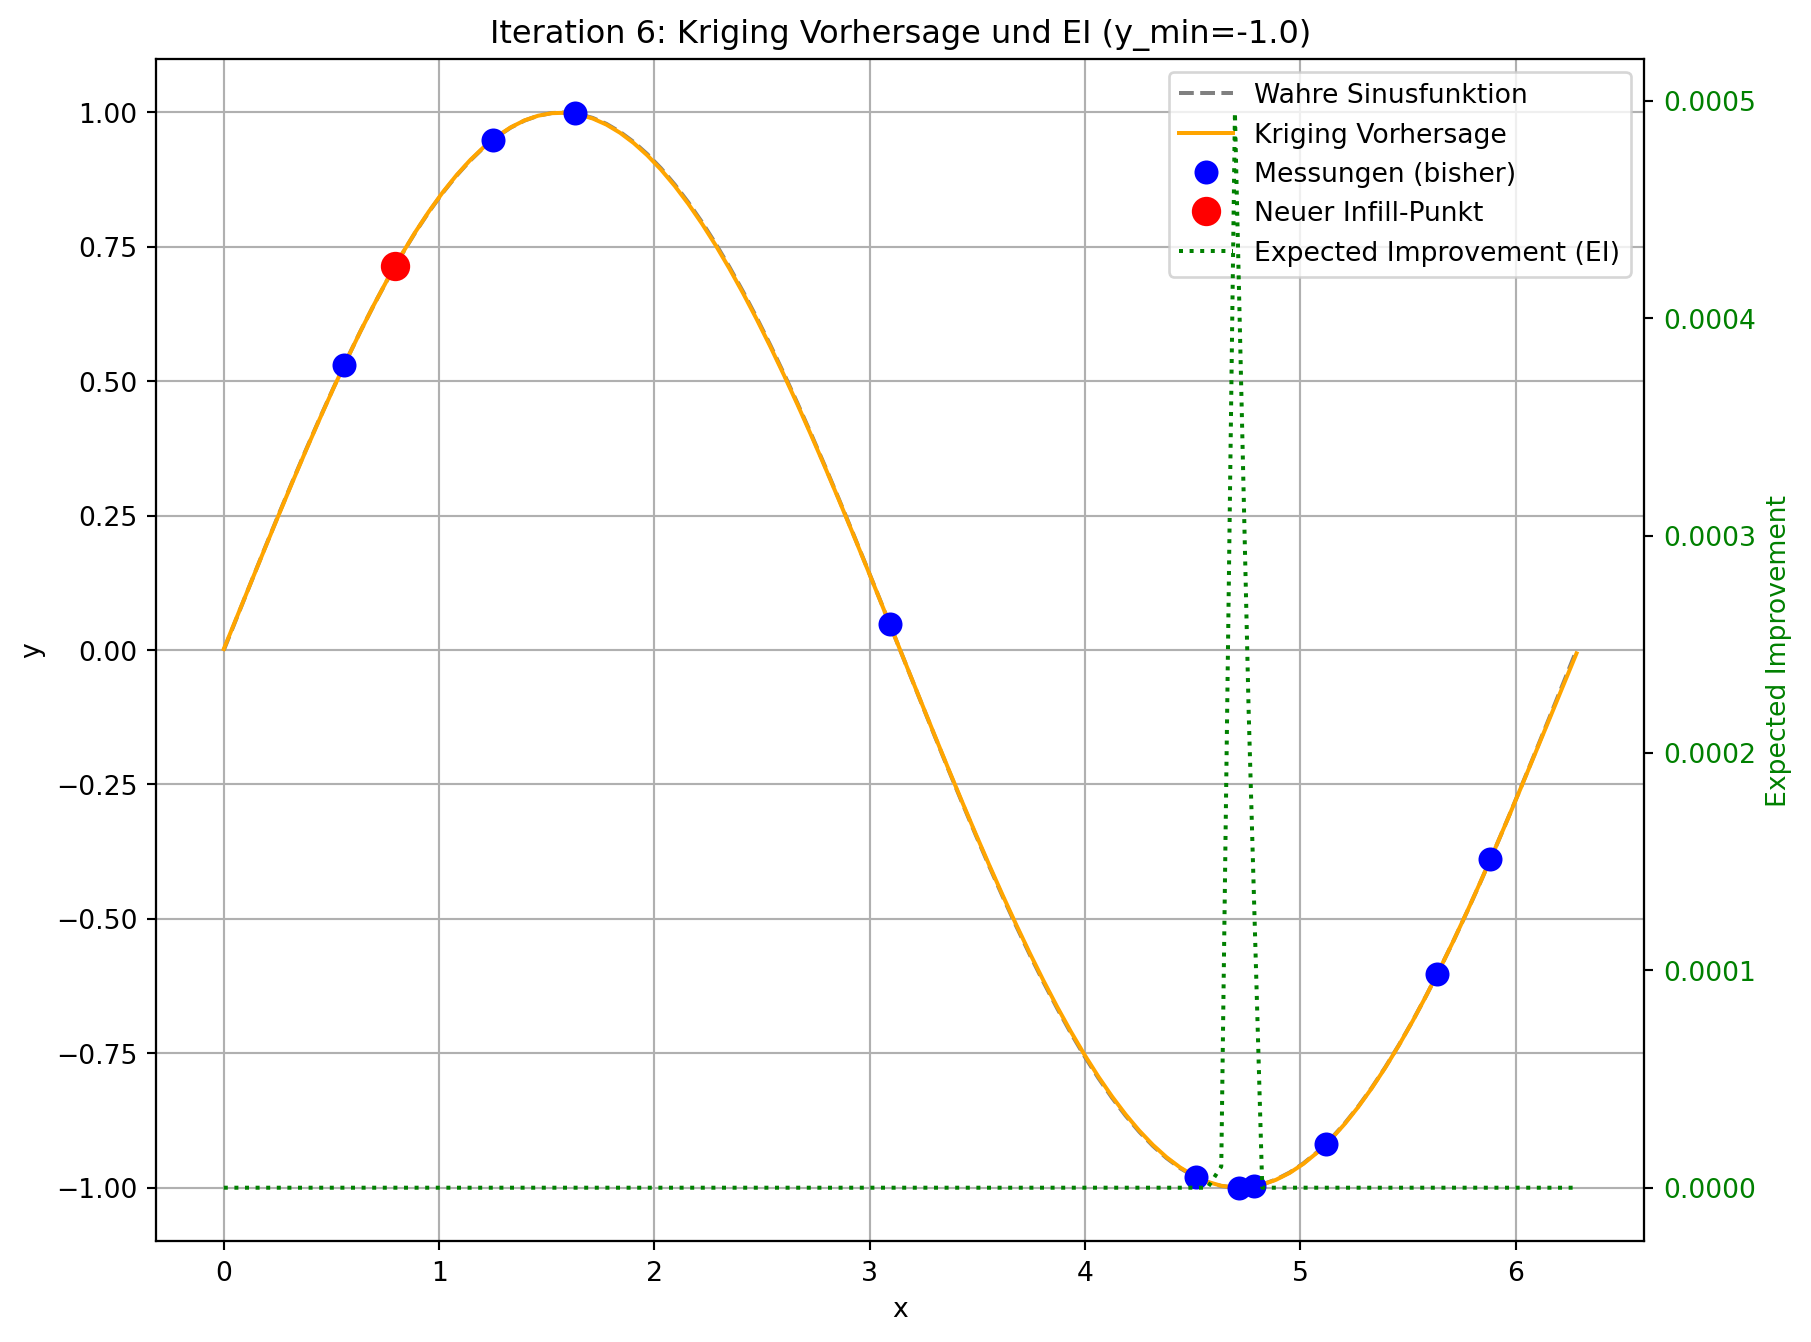 Iteration 6: Kriging Vorhersage und EI (y_min=-1.0)
Wahre Sinusfunktion
Kriging Vorhersage
Messungen (bisher)
Neuer Infill-Punkt
Expected Improvement (EI)
1.00
0.75
0.50
0.25
0.00
−0.25
−0.50
−0.75
−1.00
y
0.0005
0.0004
0.0003
0.0002
0.0001
0.0000
Expected Improvement
0 1 2 3 4 5 6
x